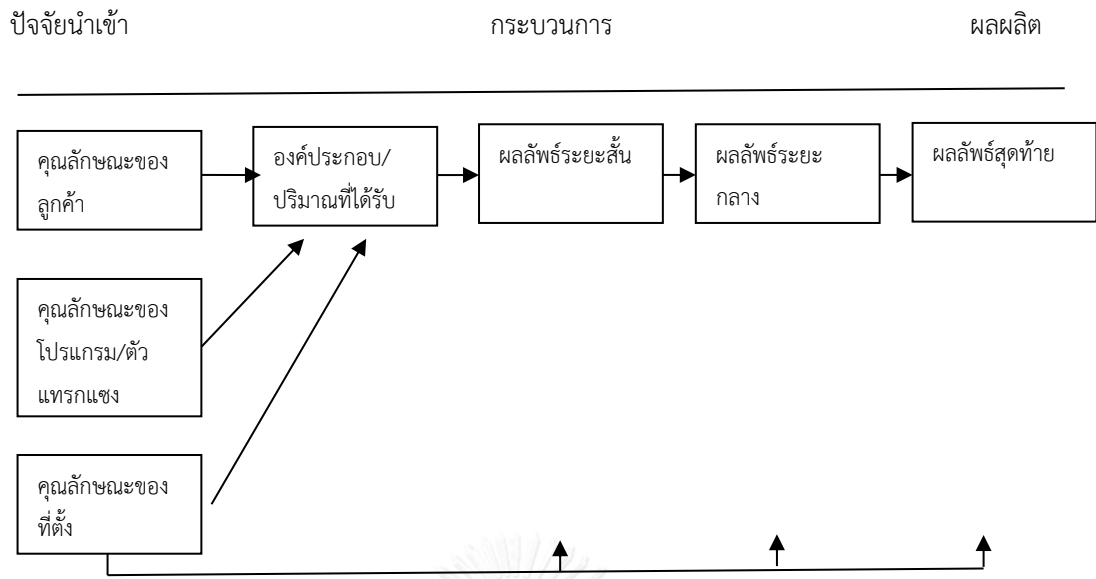 ปัจจัยนำเข้า กระบวนการ ผลผลิต
คุณลักษณะของ
ลูกค้า
องค์ประกอบ/
ปริมาณที่ได้รับ
ผลลัพธ์ระยะสั้น
ผลลัพธ์ระยะ
กลาง
ผลลัพธ์สุดท้าย
คุณลักษณะของ
โปรแกรม/ตัว
แทรกแซง
คุณลักษณะของ
ที่ตั้ง